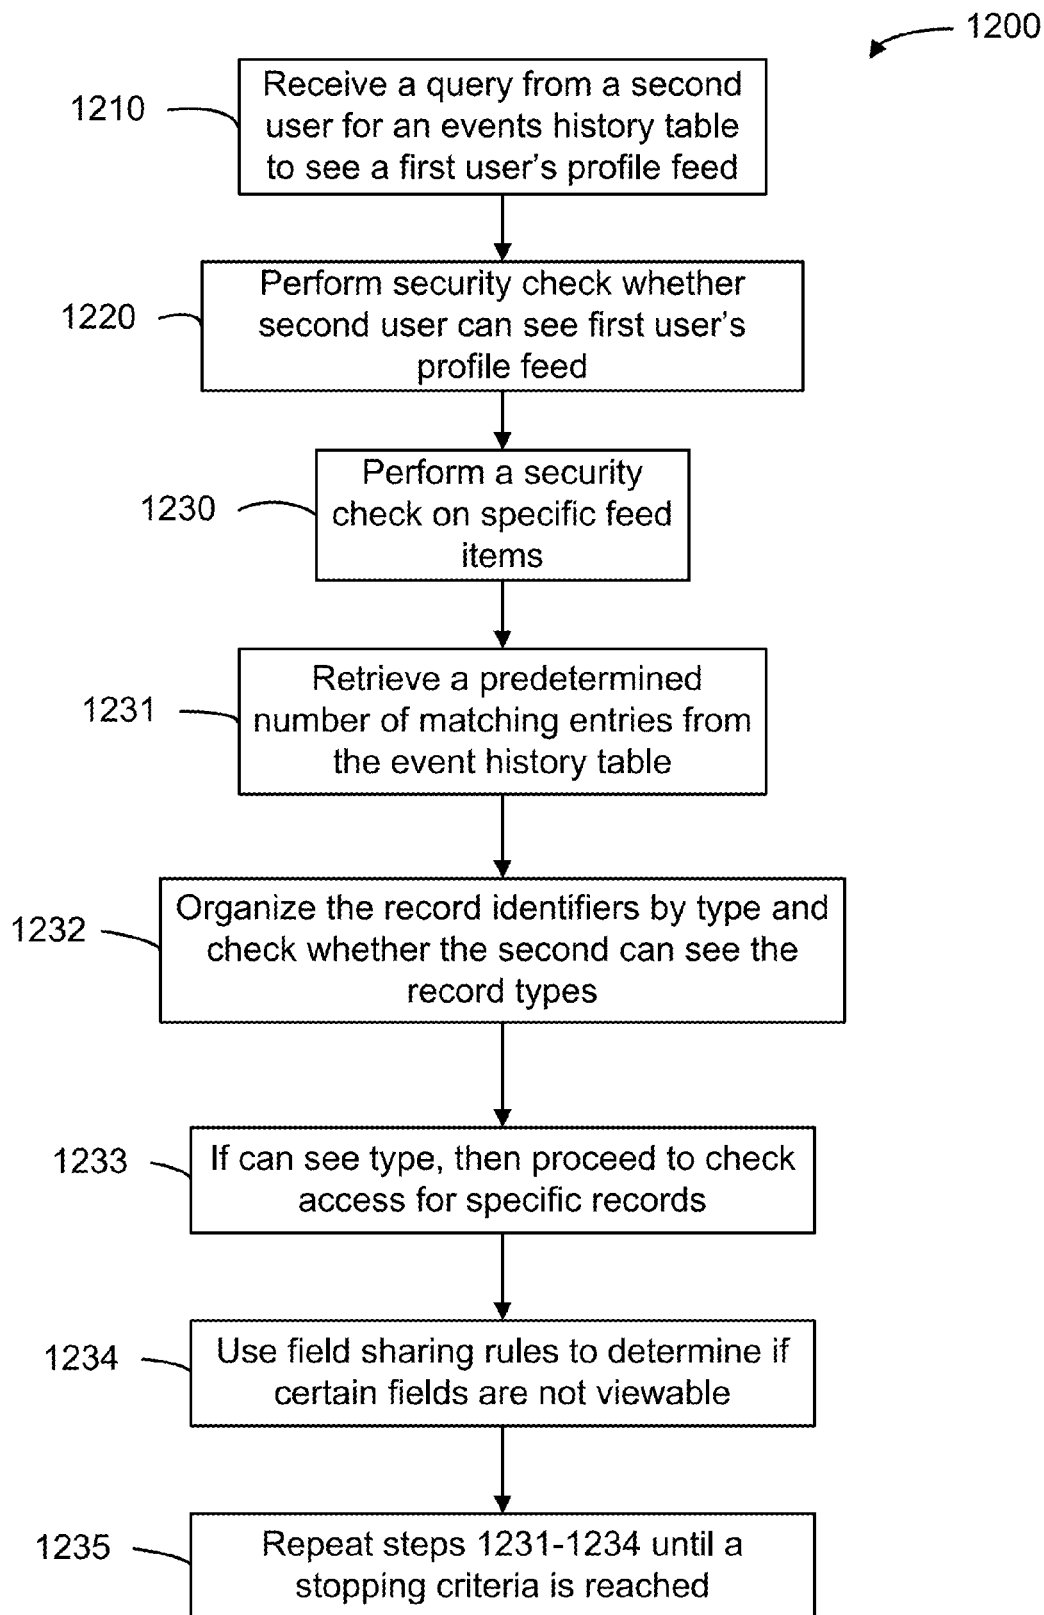 1200
1210
Receive a query from a second
user for an events history table
to see a first user's profile feed
1220
Perform security check whether
second user can see first user's
profile feed
1230
Perform a security
check on specific feed
items
1231
Retrieve a predetermined
number of matching entries from
the event history table
1232
Organize the record identifiers by type and
check whether the second can see the
record types
1233
If can see type, then proceed to check
access for specific records
1234
Use field sharing rules to determine if
certain fields are not viewable
1235
Repeat steps 1231-1234 until a
stopping criteria is reached